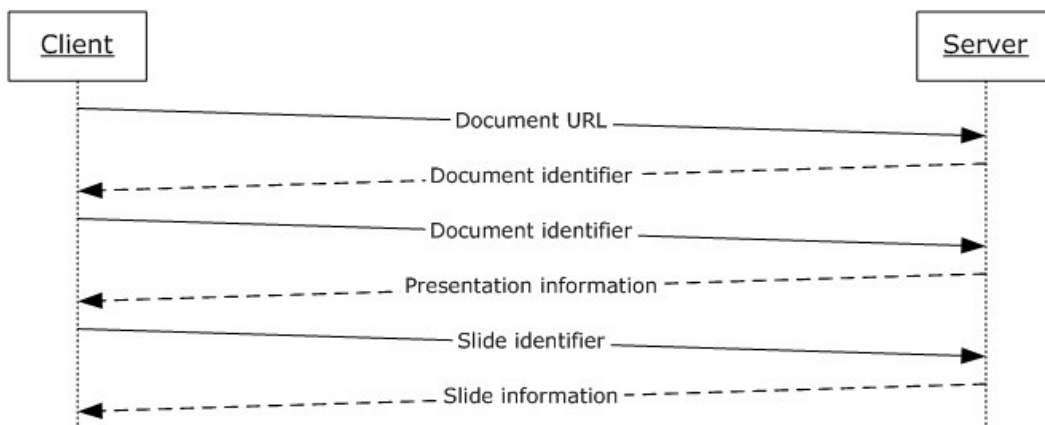 Client
Server
Document URL
Document identifier
Document identifier
Presentation information
Slide identifier
Slide information